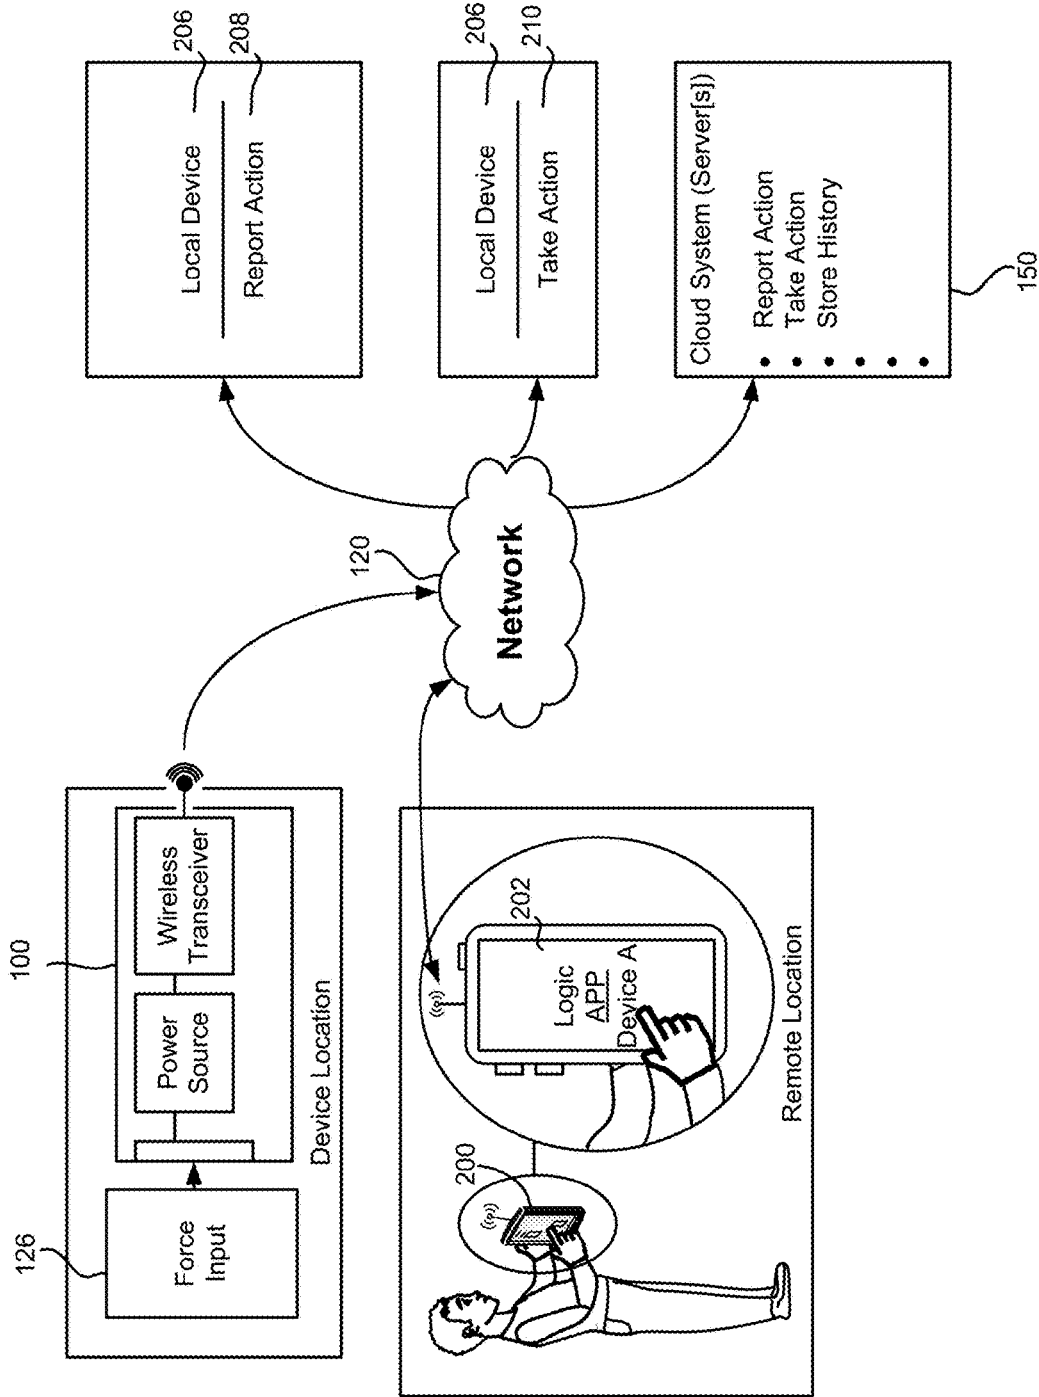 126
Force
Input
100
Power
Source
Wireless
Transceiver
Device Location
200
202
Logic
APP
Device A
Remote Location
120
Network
Local Device
206
Report Action
208
Local Device
206
Take Action
210
Cloud System (Server[s])
• Report Action
• Take Action
• Store History
•
•
•
150